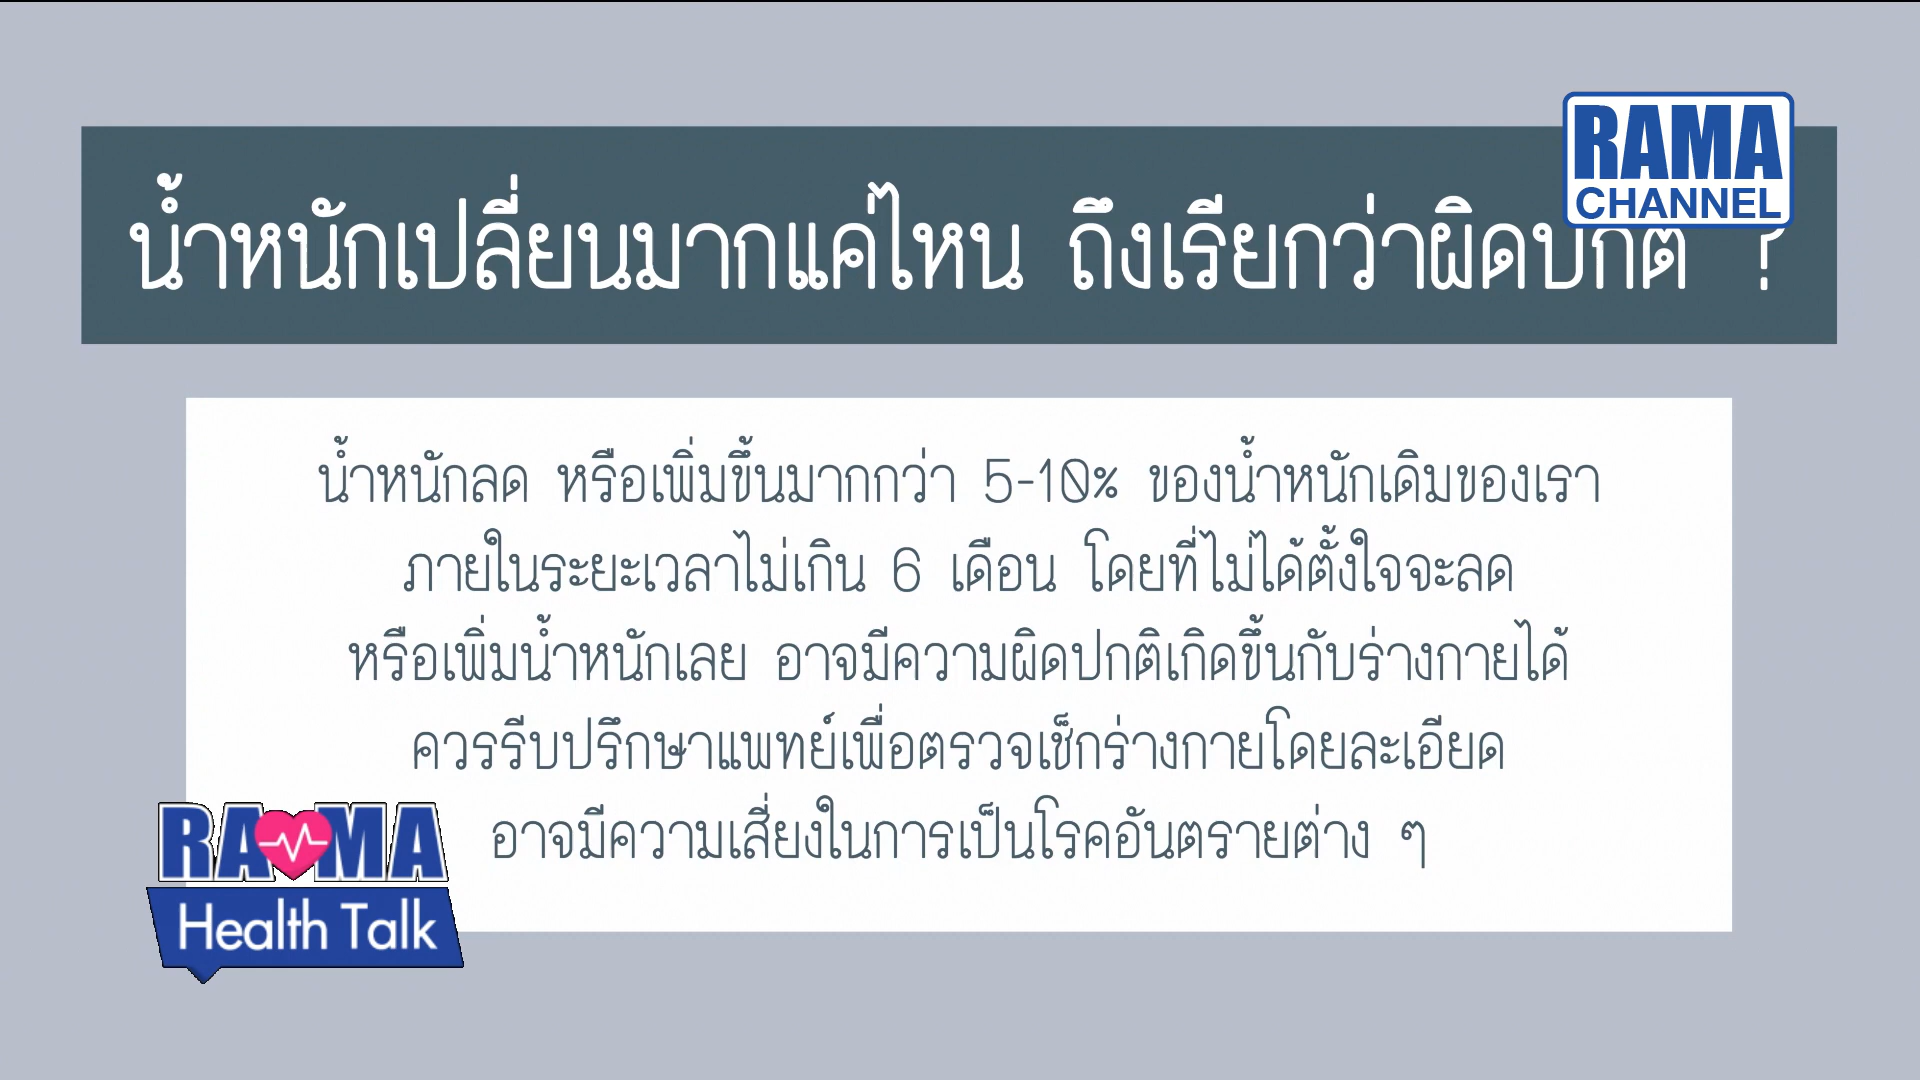 RAMA
CHANNEL
น้ำหนักเปลี่ยนมากแค่ไหน ถึงเรียกว่าผิดปกติ ?
น้ำหนักลด หรือเพิ่มขึ้นมากกว่า 5-10% ของน้ำหนักเดิมของเรา
ภายในระยะเวลาไม่เกิน 6 เดือน โดยที่ไม่ได้ตั้งใจจะลด
หรือเพิ่มน้ำหนักเลย อาจมีความผิดปกติเกิดขึ้นกับร่างกายได้
ควรรีบปรึกษาแพทย์เพื่อตรวจเช็กร่างกายโดยละเอียด
อาจมีความเสี่ยงในการเป็นโรคอันตรายต่าง ๆ
RAMA
Health Talk